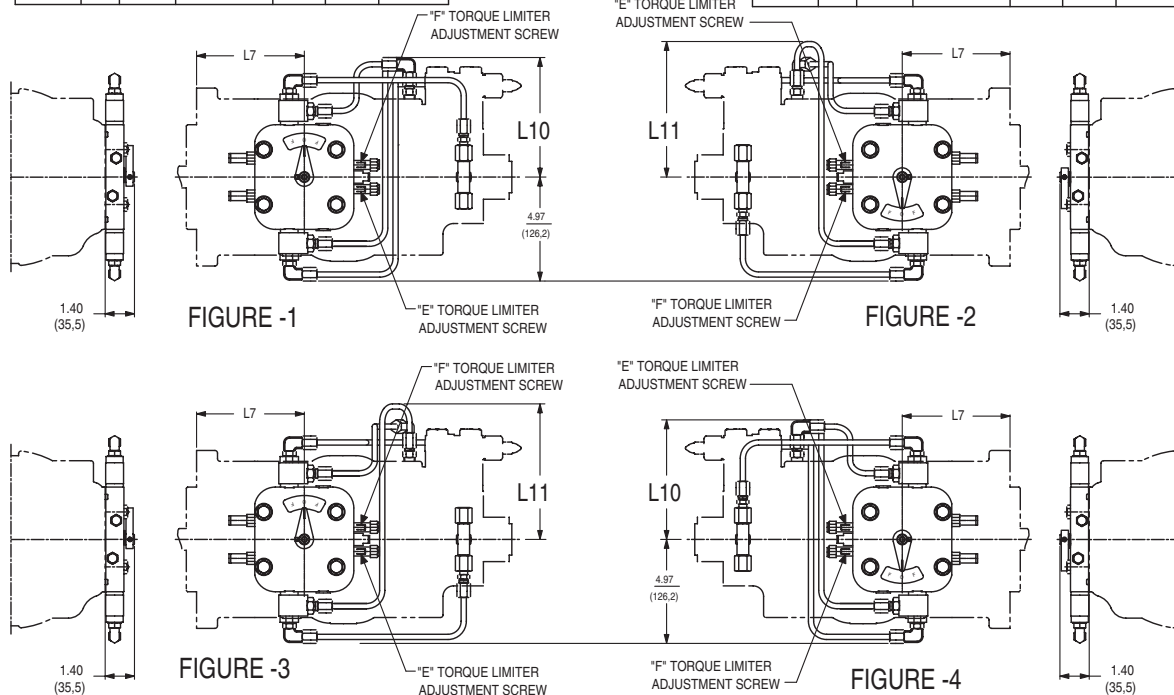 "F" TORQUE LIMITER
ADJUSTMENT SCREW
"E" TORQUE LIMITER
ADJUSTMENT SCREW
L7
L10
L11
L7
4.97
(126,2)
1.40
(35,5)
FIGURE -1
"E" TORQUE LIMITER
ADJUSTMENT SCREW
"F" TORQUE LIMITER
ADJUSTMENT SCREW
FIGURE -2
1.40
(35,5)
"F" TORQUE LIMITER
ADJUSTMENT SCREW
"E" TORQUE LIMITER
ADJUSTMENT SCREW
L7
L11
L10
L7
4.97
(126,2)
1.40
(35,5)
FIGURE -3
"E" TORQUE LIMITER
ADJUSTMENT SCREW
"F" TORQUE LIMITER
ADJUSTMENT SCREW
FIGURE -4
1.40
(35,5)